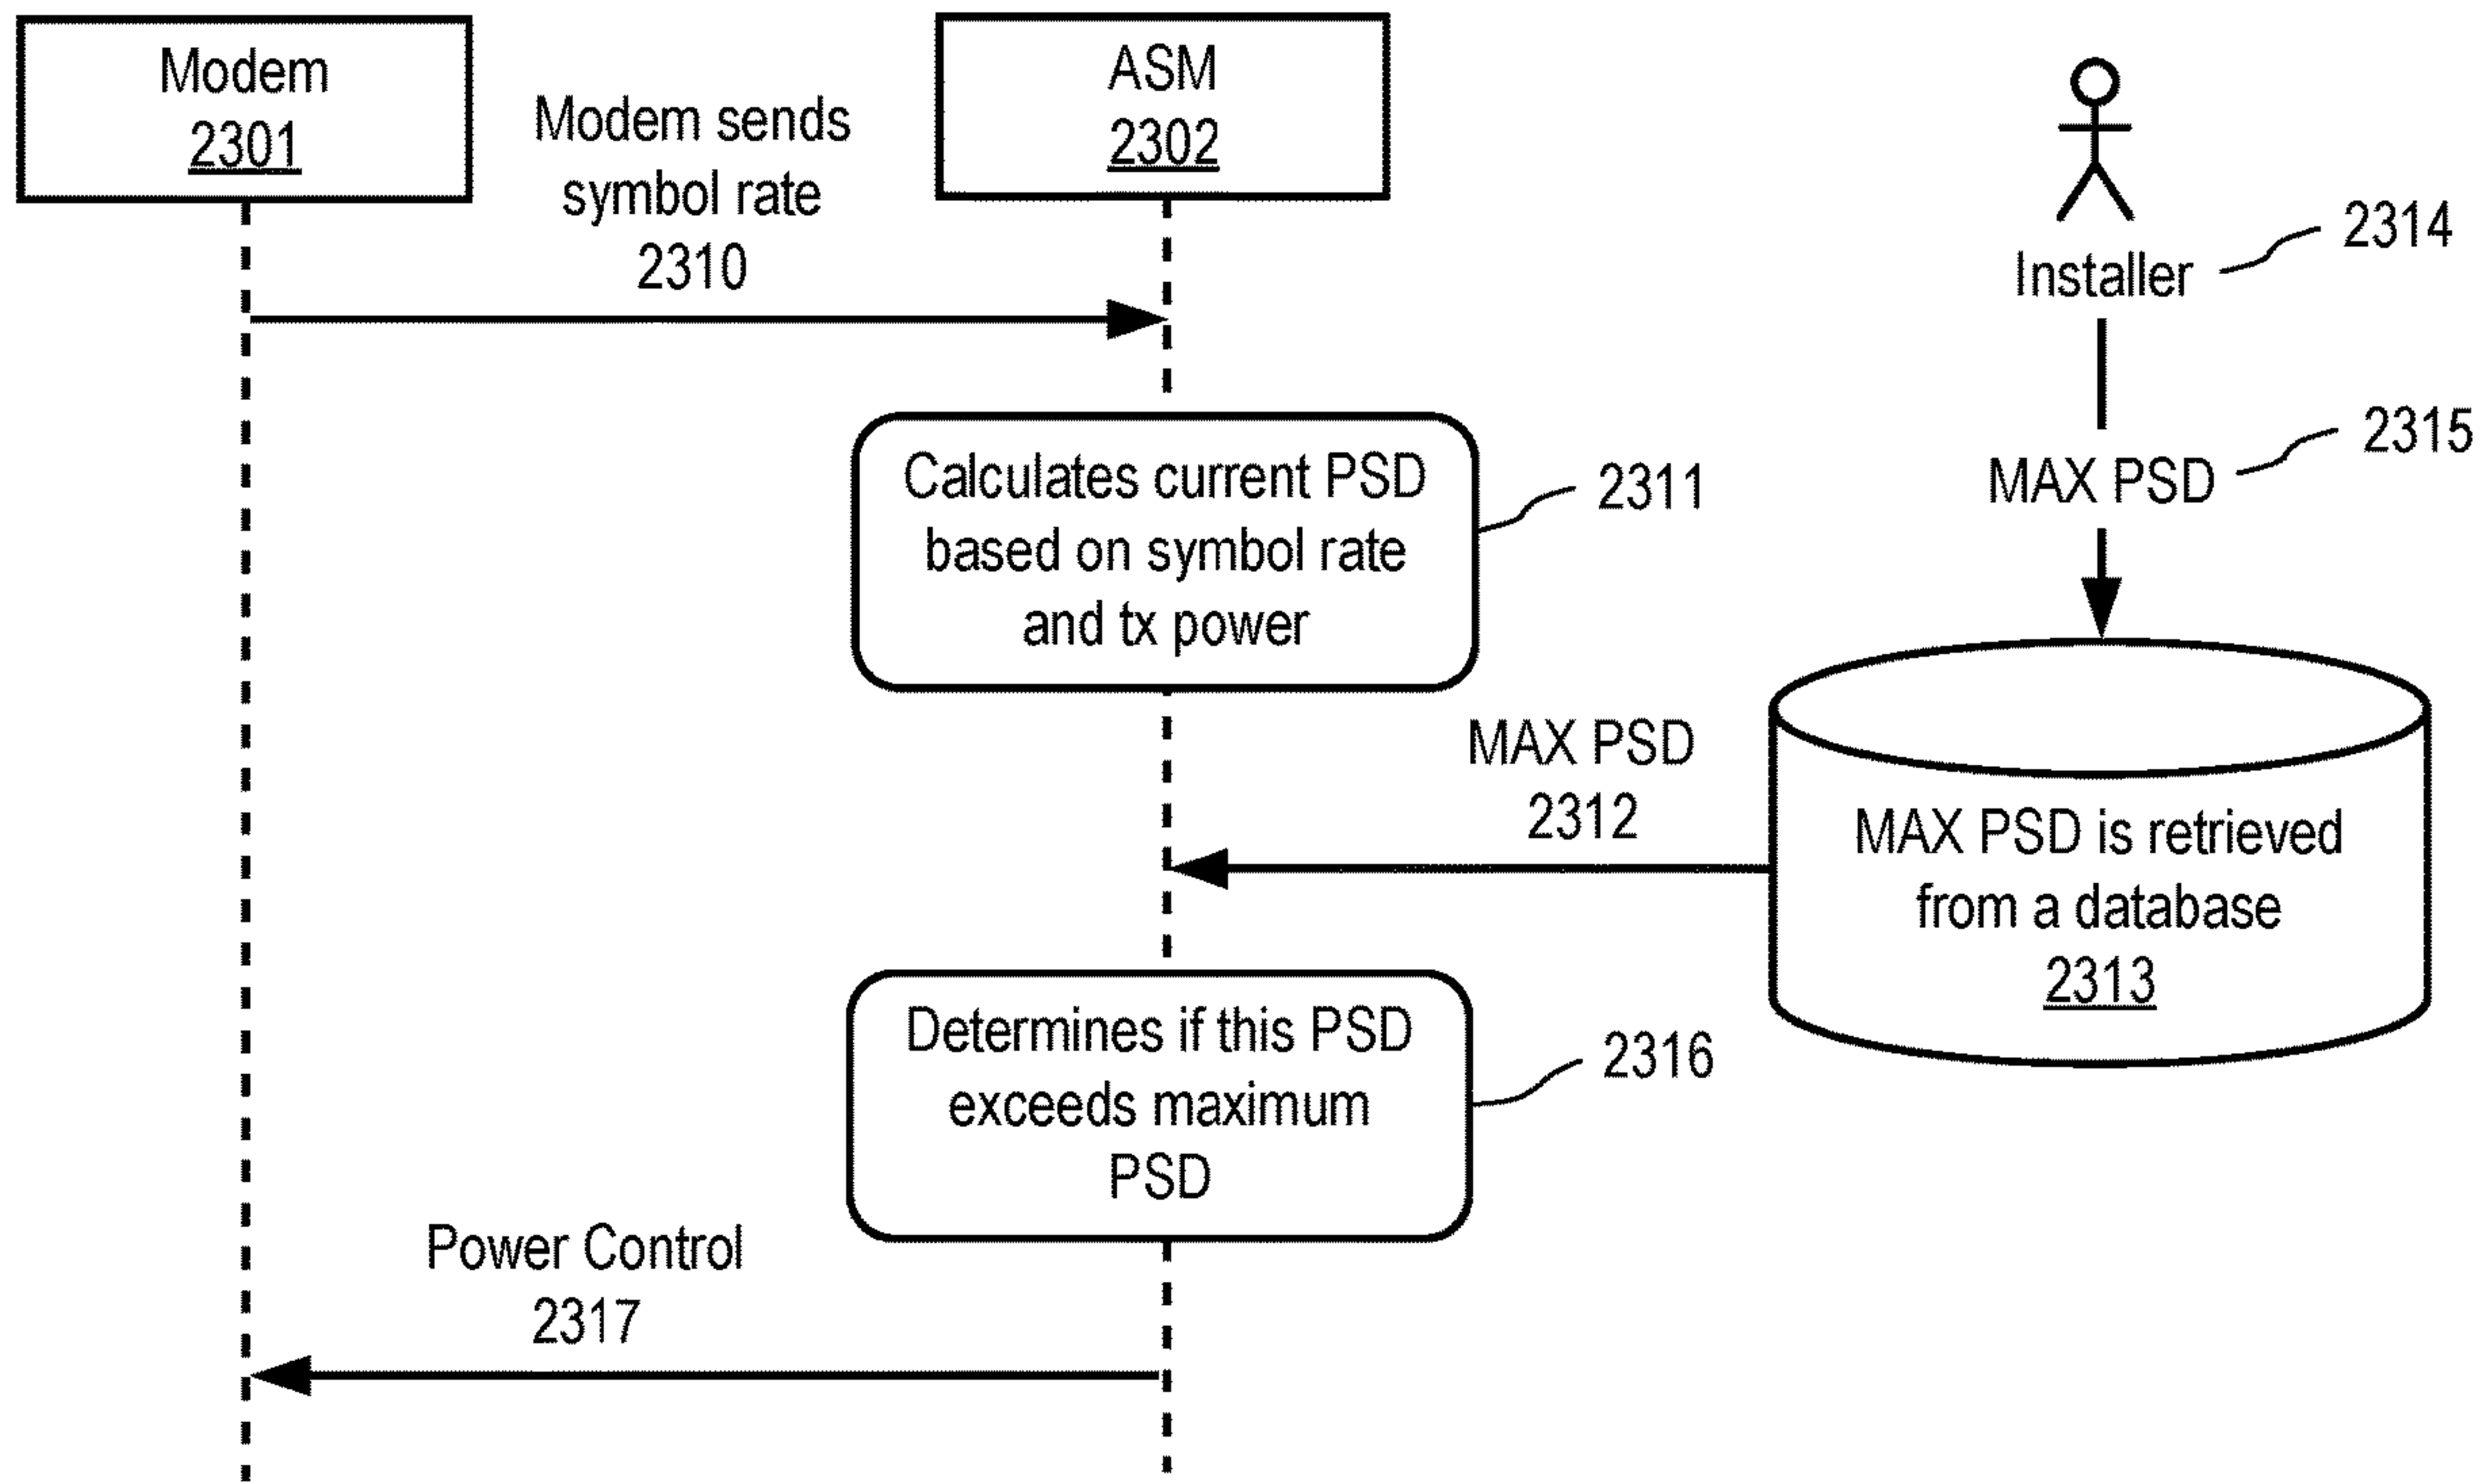 Modem
2301
Modem sends
symbol rate
2310
ASM
2302
Installer
2314
MAX PSD
2315
Calculates current PSD
based on symbol rate
and tx power
2311
MAX PSD
2312
MAX PSD is retrieved
from a database
2313
Determines if this PSD
exceeds maximum
PSD
2316
Power Control
2317